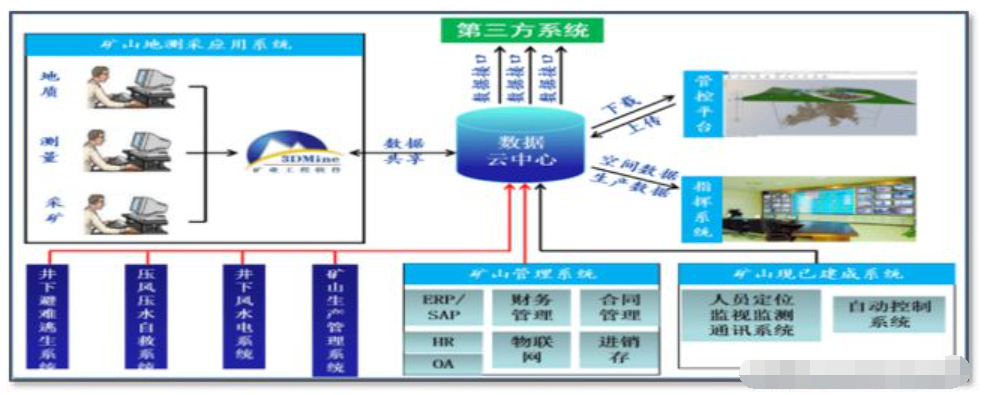 第三方系统
矿山地测采应用系统
地质
测量
采矿
3DMine
矿业工程软件
数据
共享
数据接口
数据接口
数据接口
数据
云中心
下载
上传
管控平台
空间数据
生产数据
指挥系统
井下避难逃生系统
压风压水自救系统
井下风水电系统
矿山生产管理系统
矿山管理系统
ERP/
SAP
财务
管理
合同
管理
HR
OA
物联
网
进销
存
矿山现已建成系统
人员定位
监视监测
通讯系统
自动控制
系统